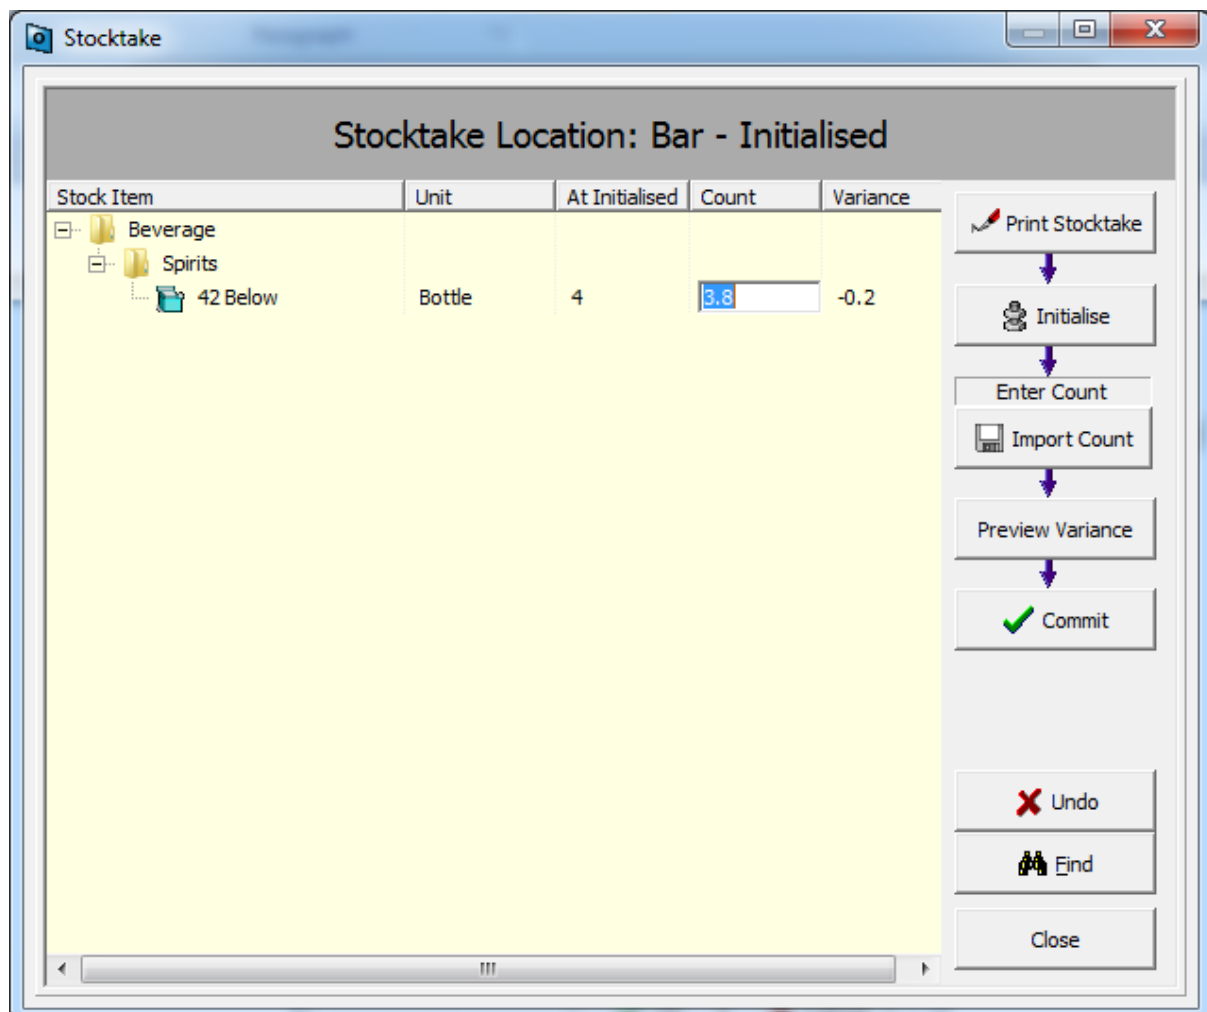 Stocktake
Stocktake Location: Bar - Initialised
Stock Item Unit At Initialised Count Variance
Beverage
Spirits
42 Below Bottle 4 3.8 -0.2
Print Stocktake
Initialise
Enter Count
Import Count
Preview Variance
Commit
Undo
Find
Close